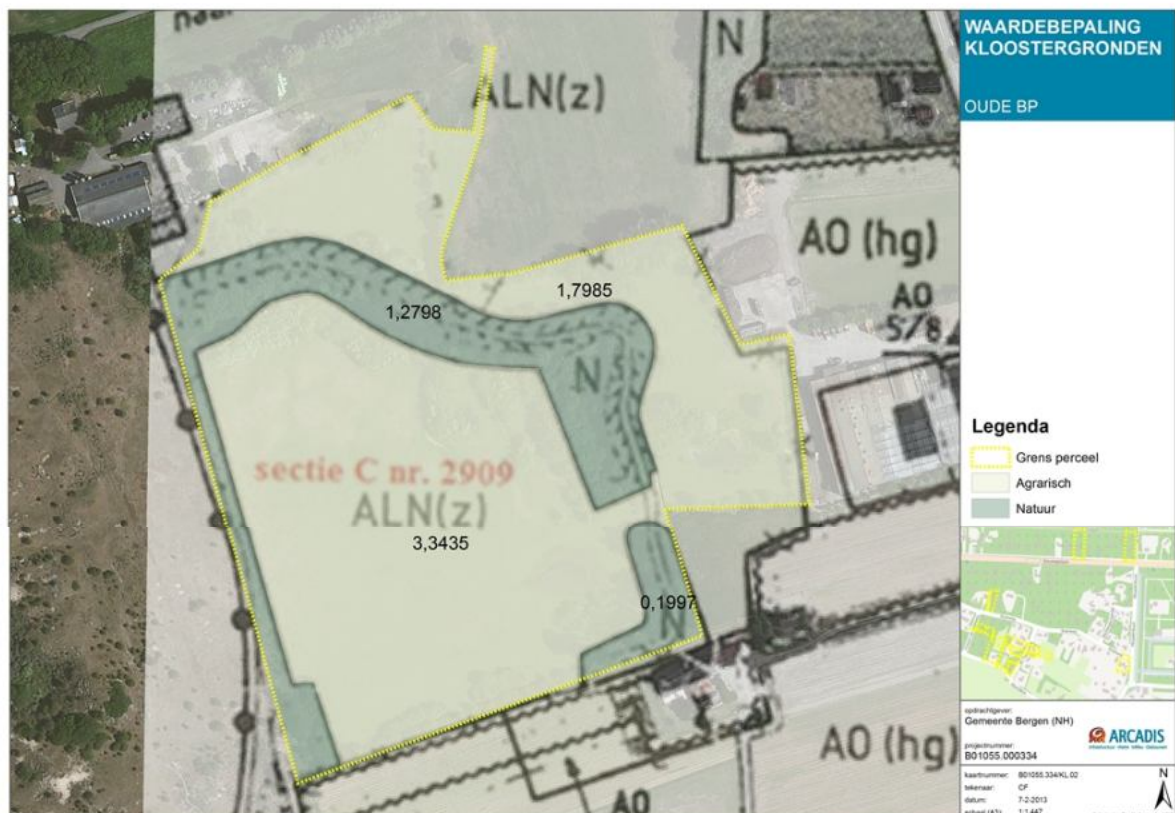 ALN(z)
N
AO (hg)
AO
5/8
1,7985
1,2798
N
sectie C nr. 2909
ALN(z)
3,3435
0,1997
N
AO (hg)
AO
WAARDEBEPALING
KLOOSTERGRONDEN
OUDE BP
Legenda
Grens perceel
Agrarisch
Natuur
opdrachtgever:
Gemeente Bergen (NH)
ARCADIS
projectnummer:
B01055.000334
kaartnummer: B01055.334/KL.02
tekenaar: CF
datum: 7-2-2013
N